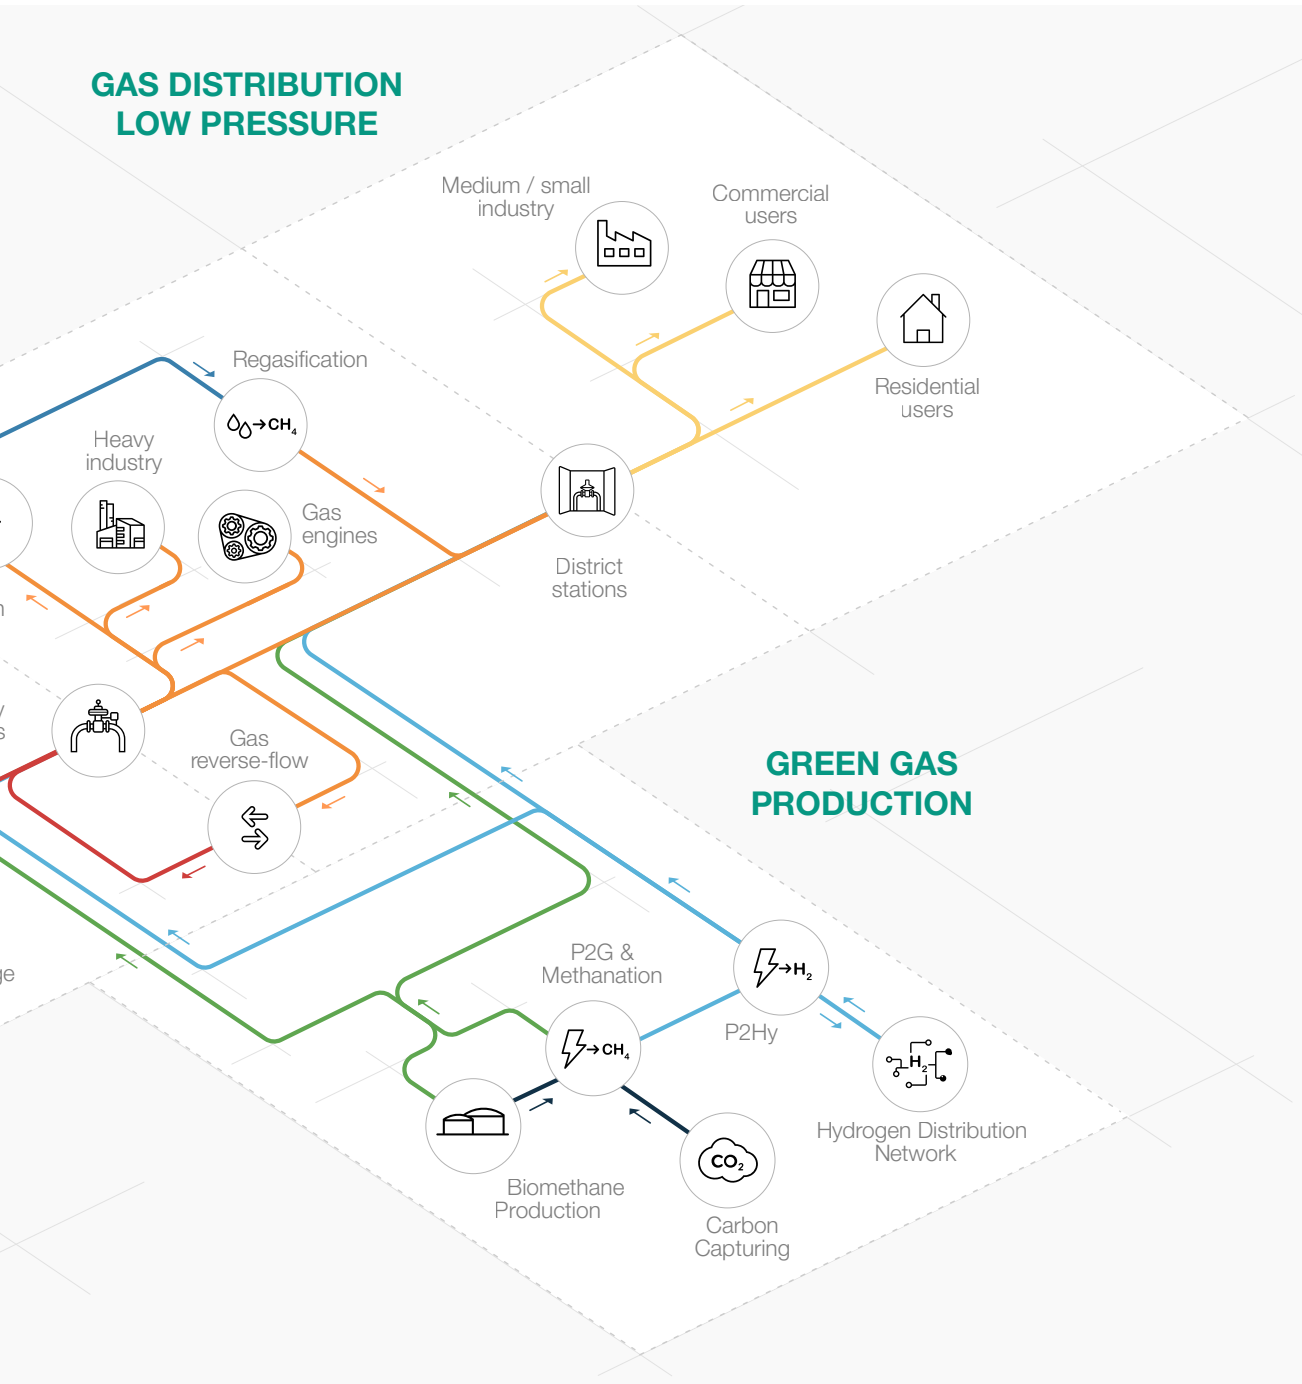 GAS DISTRIBUTION
LOW PRESSURE
Medium / small
industry
Commercial
users
Residential
users
Regasification
→CH₄
Heavy
industry
Gas
engines
District
stations
Gas
reverse-flow
GREEN GAS
PRODUCTION
P2G &
Methanation
→CH₄
→H₂
P2Hy
H₂
Hydrogen Distribution
Network
Biomethane
Production
CO₂
Carbon
Capturing